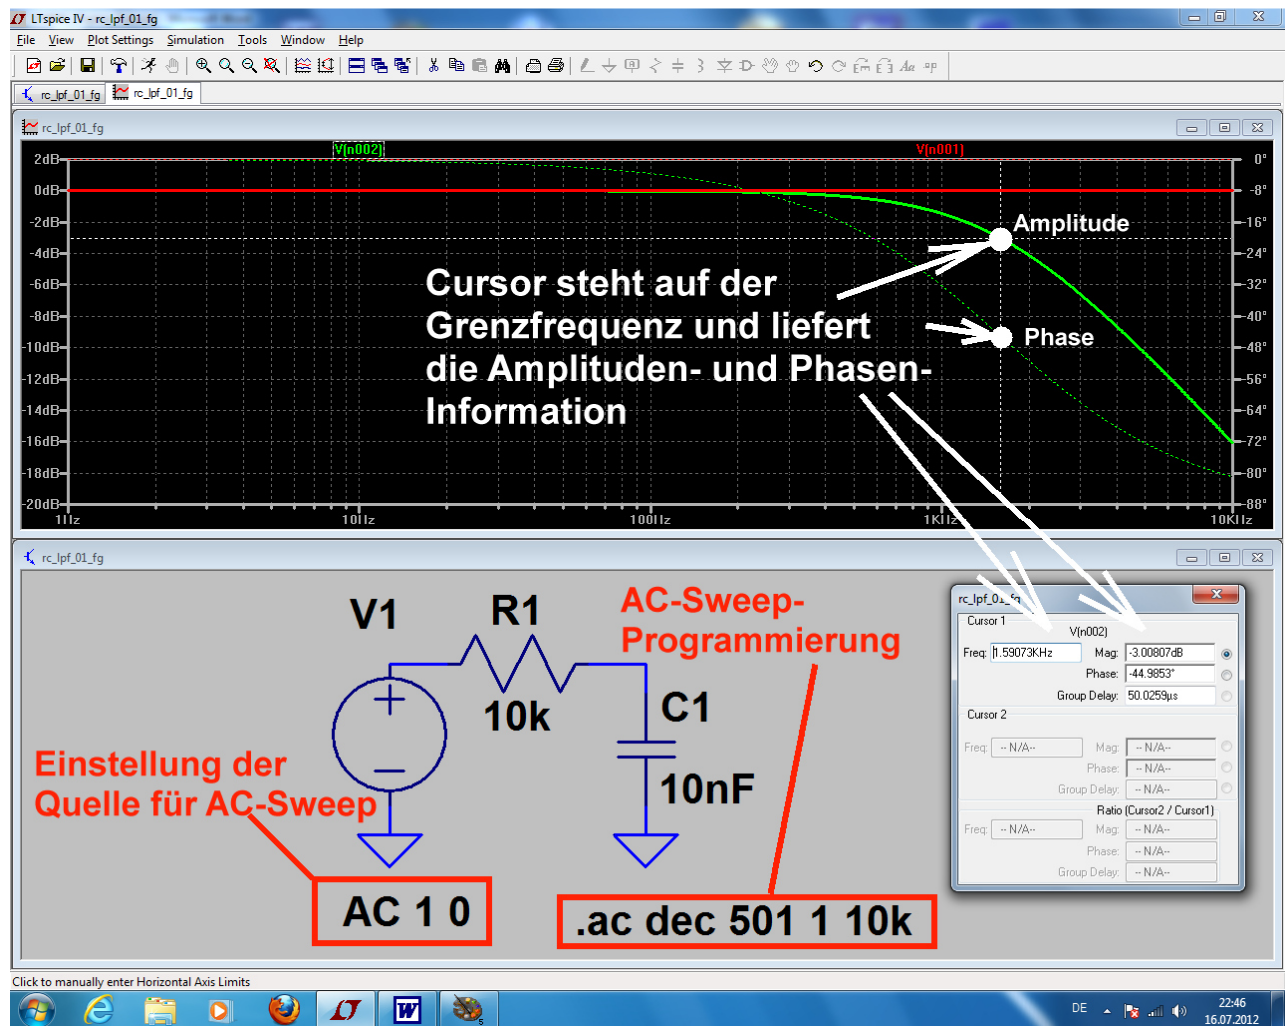 LTspice IV - rc_lpf_01_fg
File View Plot Settings Simulation Tools Window Help
rc_lpf_01_fg rc_lpf_01_fg
rc_lpf_01_fg
V(n002) V(n001)
2dB 0°
0dB -8°
-2dB -16°
-4dB -24°
-6dB -32°
-8dB -40°
-10dB -48°
-12dB -56°
-14dB -64°
-16dB -72°
-18dB -80°
-20dB -88°
1Hz 10Hz 100Hz 1KHz 10KHz
Amplitude
Phase
Cursor steht auf der
Grenzfrequenz und liefert
die Amplituden- und Phasen-
Information
rc_lpf_01_fg
V1
R1
10k
C1
10nF
AC-Sweep-
Programmierung
Einstellung der
Quelle für AC-Sweep
AC 1 0
.ac dec 501 1 10k
rc_lpf_01_fg
Cursor 1
V(n002)
Freq: 1.59073KHz Mag: -3.00807dB
Phase: -44.9853°
Group Delay: 50.0259µs
Cursor 2
Freq: -- N/A-- Mag: -- N/A--
Phase: -- N/A--
Group Delay: -- N/A--
Ratio (Cursor2 / Cursor1)
Freq: -- N/A-- Mag: -- N/A--
Phase: -- N/A--
Group Delay: -- N/A--
Click to manually enter Horizontal Axis Limits
DE 22:46
16.07.2012